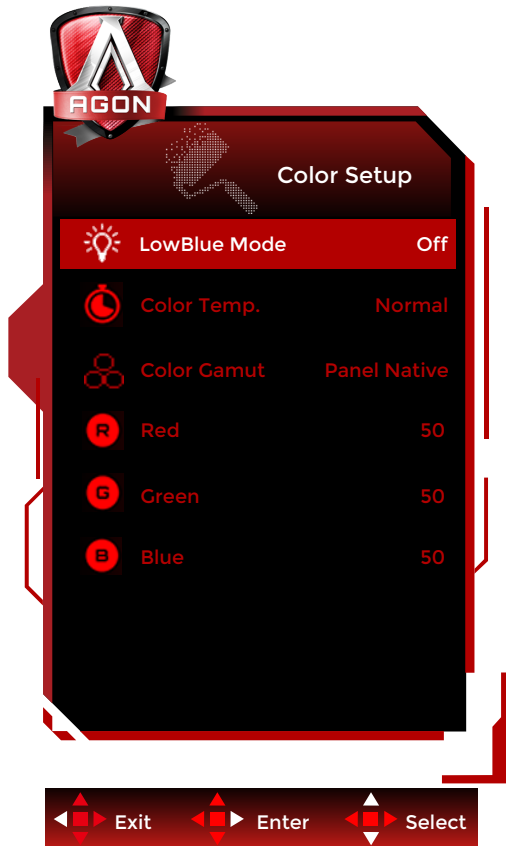 AGON
Color Setup
LowBlue Mode Off
Color Temp. Normal
Color Gamut Panel Native
R Red 50
G Green 50
B Blue 50
Exit Enter Select